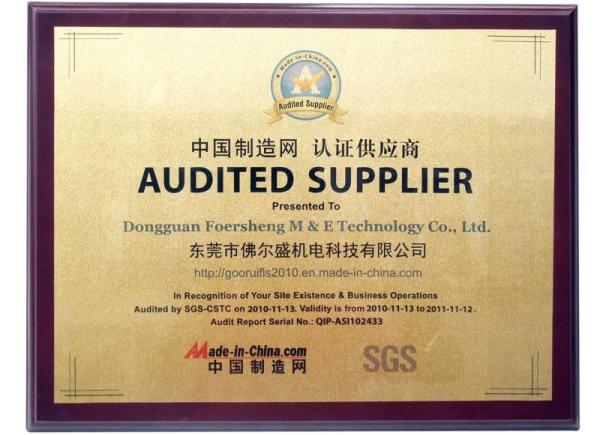 Made-in-China.com
Audited Supplier
中国制造网 认证供应商
AUDITED SUPPLIER
Presented To
Dongguan Foersheng M & E Technology Co., Ltd.
东莞市佛尔盛机电科技有限公司
http://gooruifls2010.en.made-in-china.com
In Recognition of Your Site Existence & Business Operations
Audited by SGS-CSTC on 2010-11-13. Validity is from 2010-11-13 to 2011-11-12 .
Audit Report Serial No.: QIP-ASI102433
Made-in-China.com
中国制造网
SGS